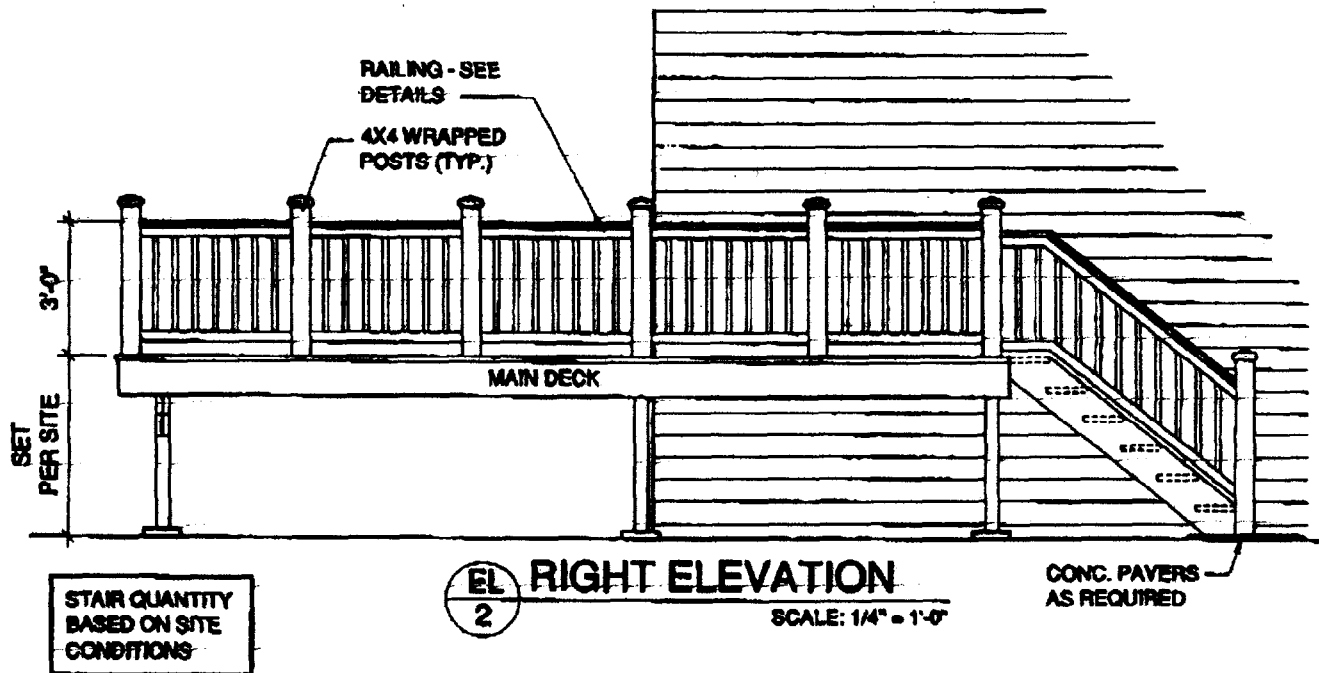 RAILING - SEE
DETAILS
4X4 WRAPPED
POSTS (TYP.)
3'-0"
MAIN DECK
SET
PER SITE
STAIR QUANTITY
BASED ON SITE
CONDITIONS
EL
2
RIGHT ELEVATION
SCALE: 1/4" = 1'-0"
CONC. PAVERS
AS REQUIRED